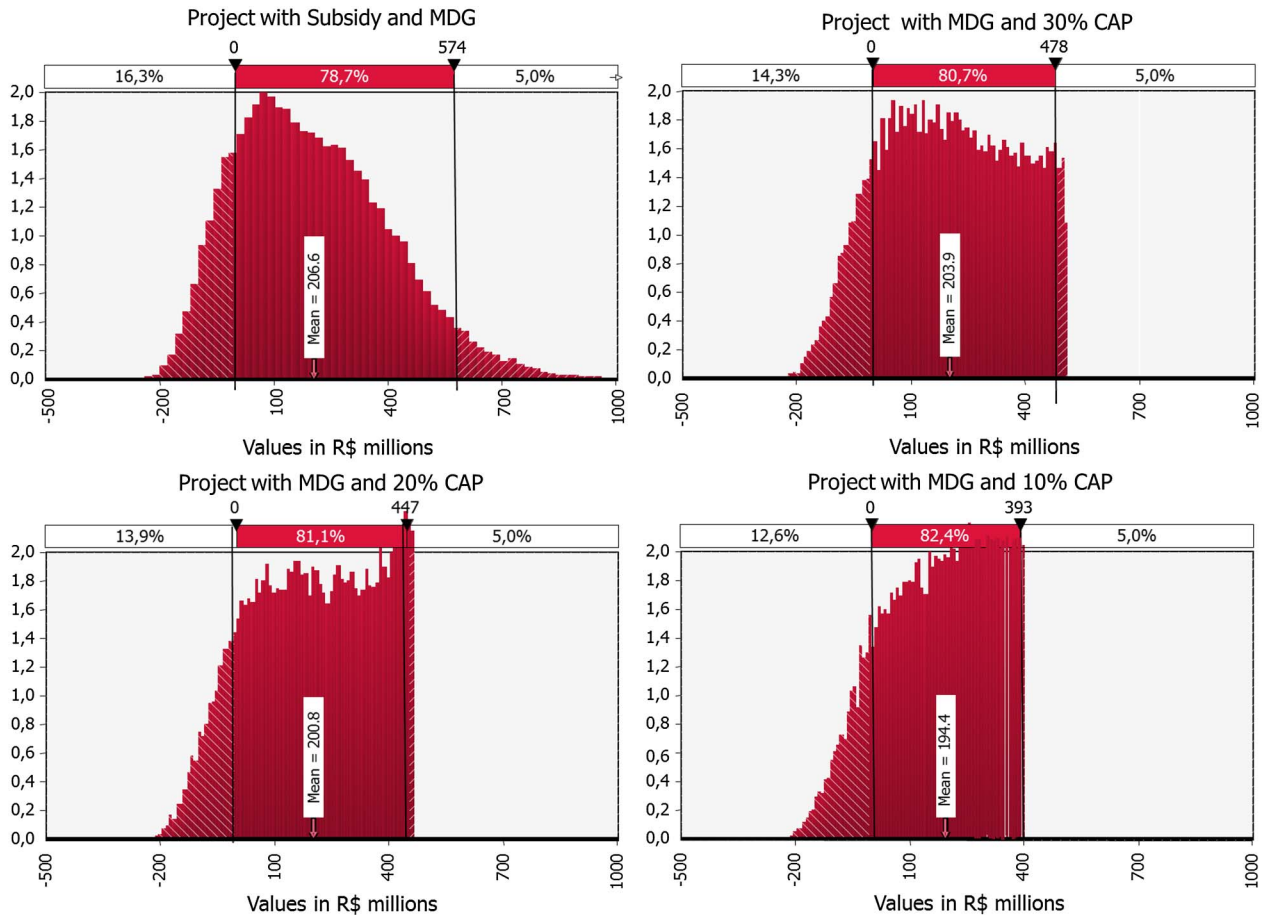 Project with Subsidy and MDG
0 574
16,3% 78,7% 5,0%
2,0
1,8
1,6
1,4
1,2
1,0
0,8
0,6
0,4
0,2
0,0
Mean = 206.6
-500 -200 100 400 700 1000
Values in R$ millions
Project with MDG and 30% CAP
0 478
14,3% 80,7% 5,0%
2,0
1,8
1,6
1,4
1,2
1,0
0,8
0,6
0,4
0,2
0,0
Mean = 203.9
-500 -200 100 400 700 1000
Values in R$ millions
Project with MDG and 20% CAP
0 447
13,9% 81,1% 5,0%
2,0
1,8
1,6
1,4
1,2
1,0
0,8
0,6
0,4
0,2
0,0
Mean = 200.8
-500 -200 100 400 700 1000
Values in R$ millions
Project with MDG and 10% CAP
0 393
12,6% 82,4% 5,0%
2,0
1,8
1,6
1,4
1,2
1,0
0,8
0,6
0,4
0,2
0,0
Mean = 194.4
-500 -200 100 400 700 1000
Values in R$ millions